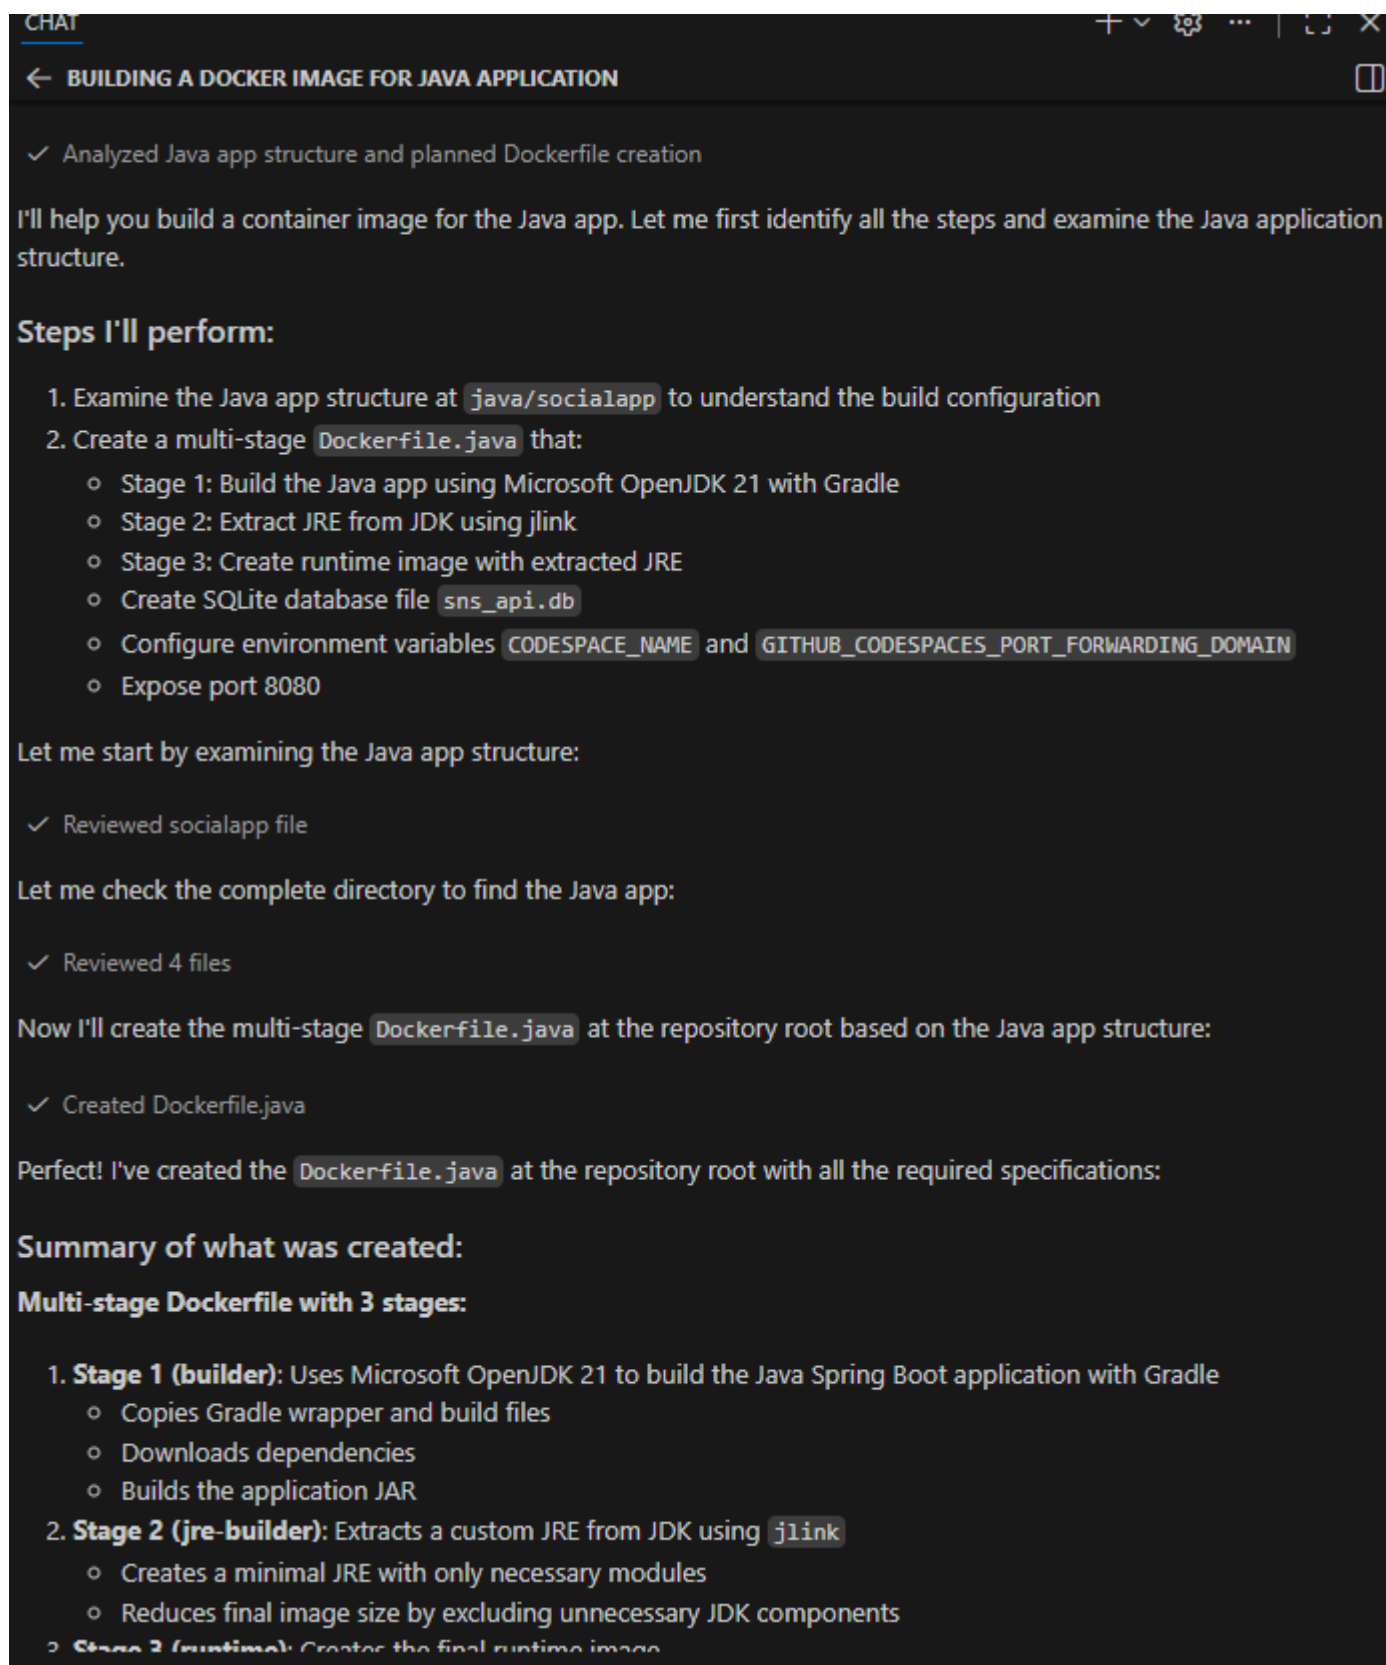 CHAT
BUILDING A DOCKER IMAGE FOR JAVA APPLICATION
Analyzed Java app structure and planned Dockerfile creation
I'll help you build a container image for the Java app. Let me first identify all the steps and examine the Java application
structure.
Steps I'll perform:
1. Examine the Java app structure at java/socialapp to understand the build configuration
2. Create a multi-stage Dockerfile.java that:
Stage 1: Build the Java app using Microsoft OpenJDK 21 with Gradle
Stage 2: Extract JRE from JDK using jlink
Stage 3: Create runtime image with extracted JRE
Create SQLite database file sns_api.db
Configure environment variables CODESPACE_NAME and GITHUB_CODESPACES_PORT_FORWARDING_DOMAIN
Expose port 8080
Let me start by examining the Java app structure:
Reviewed socialapp file
Let me check the complete directory to find the Java app:
Reviewed 4 files
Now I'll create the multi-stage Dockerfile.java at the repository root based on the Java app structure:
Created Dockerfile.java
Perfect! I've created the Dockerfile.java at the repository root with all the required specifications:
Summary of what was created:
Multi-stage Dockerfile with 3 stages:
1. Stage 1 (builder): Uses Microsoft OpenJDK 21 to build the Java Spring Boot application with Gradle
Copies Gradle wrapper and build files
Downloads dependencies
Builds the application JAR
2. Stage 2 (jre-builder): Extracts a custom JRE from JDK using jlink
Creates a minimal JRE with only necessary modules
Reduces final image size by excluding unnecessary JDK components
3. Stage 3 (runtime): Creates the final runtime image